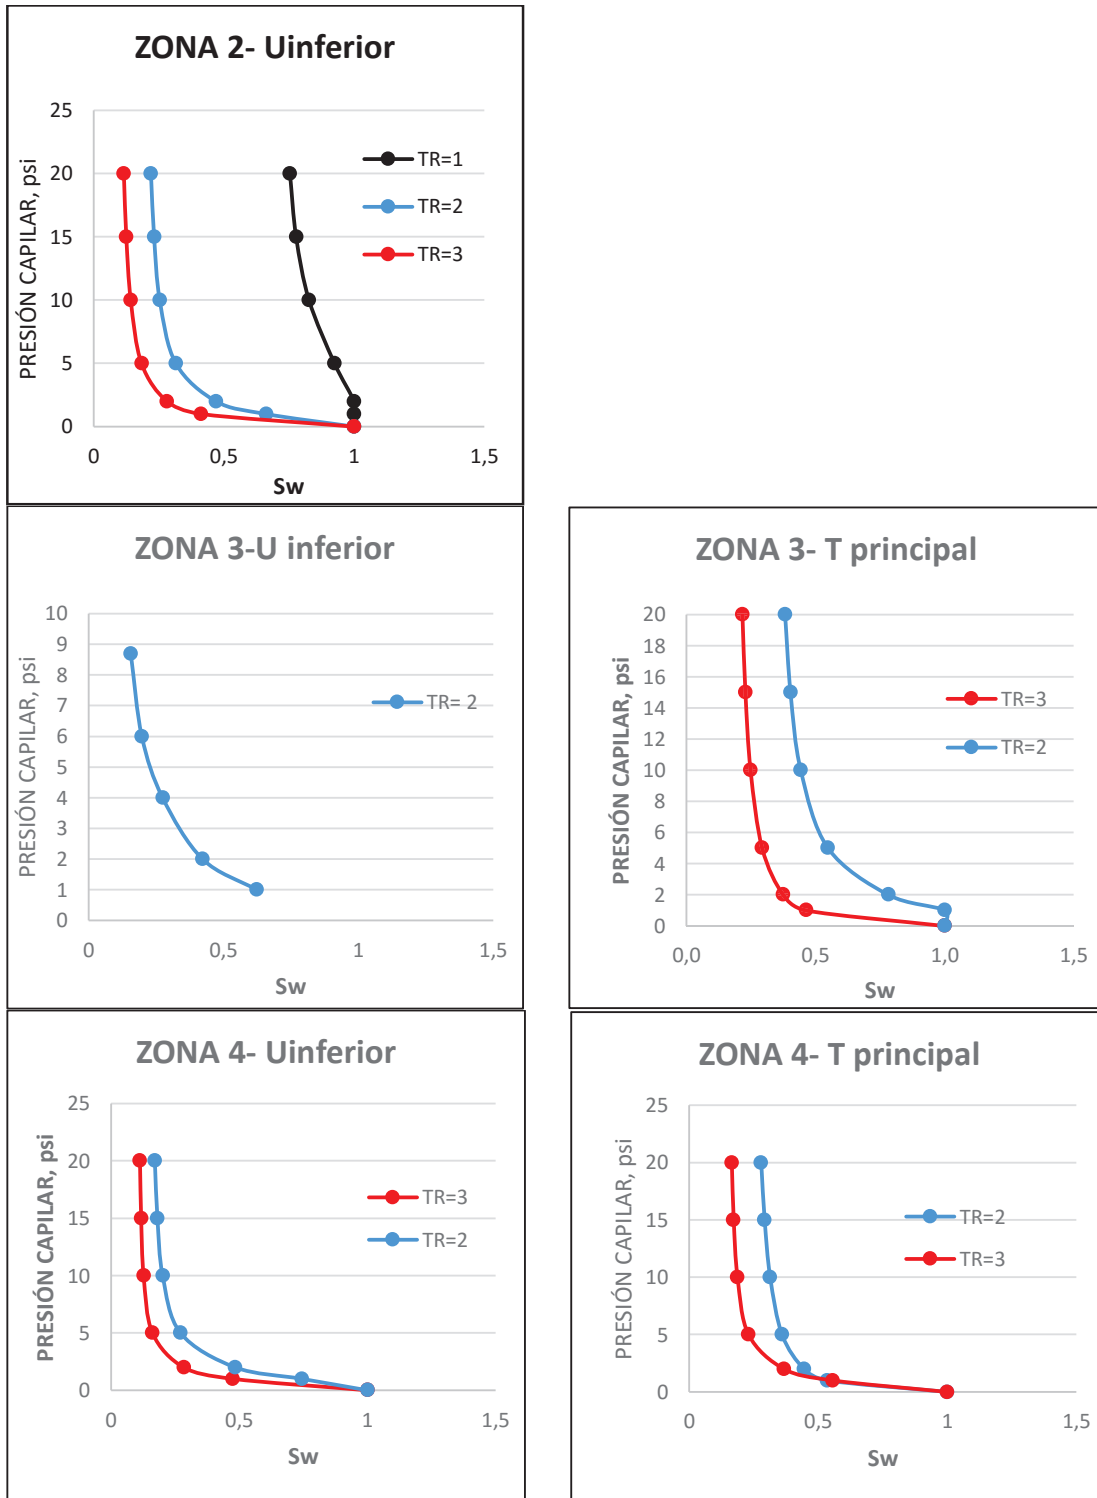 ZONA 2- Uinferior
PRESIÓN CAPILAR, psi
25
20
15
10
5
0
0 0,5 1 1,5
Sw
TR=1
TR=2
TR=3
ZONA 3-U inferior
PRESIÓN CAPILAR, psi
10
9
8
7
6
5
4
3
2
1
0
0 0,5 1 1,5
Sw
TR= 2
ZONA 3- T principal
PRESIÓN CAPILAR, psi
20
18
16
14
12
10
8
6
4
2
0
0,0 0,5 1,0 1,5
Sw
TR=3
TR=2
ZONA 4- Uinferior
PRESIÓN CAPILAR, psi
25
20
15
10
5
0
0 0,5 1 1,5
Sw
TR=3
TR=2
ZONA 4- T principal
PRESIÓN CAPILAR, psi
25
20
15
10
5
0
0 0,5 1 1,5
Sw
TR=2
TR=3